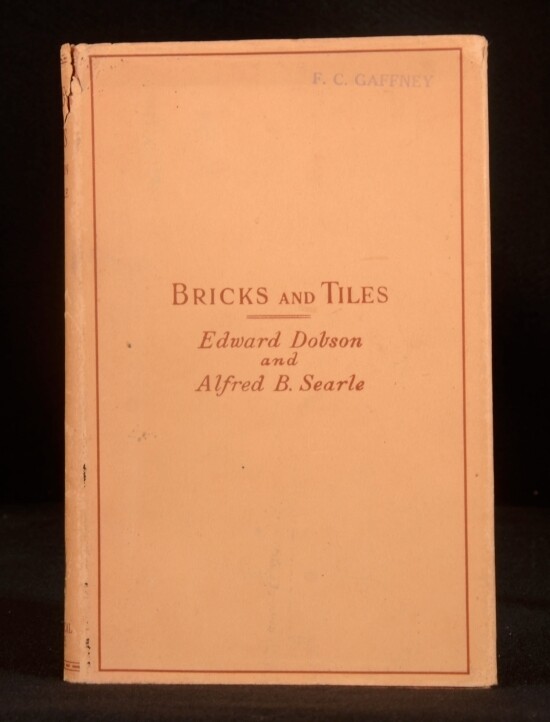 F. C. GAFFNEY
BRICKS AND TILES
Edward Dobson
and
Alfred B. Searle